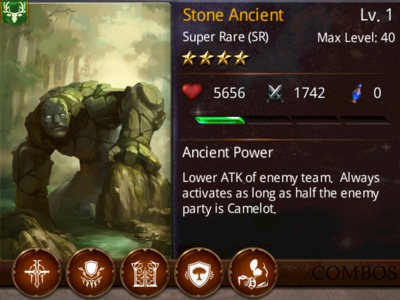 Stone Ancient Lv. 1
Super Rare (SR) Max Level: 40
5656 1742 0
Ancient Power
Lower ATK of enemy team. Always
activates as long as half the enemy
party is Camelot.
COMBOS